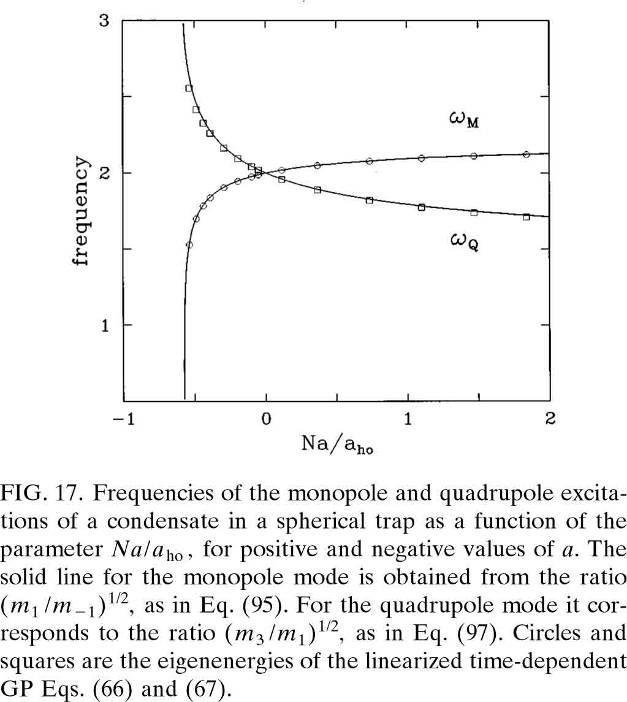 3
2
1
frequency
ω_M
ω_Q
−1
0
1
2
Na/a_ho
FIG. 17. Frequencies of the monopole and quadrupole excita-
tions of a condensate in a spherical trap as a function of the
parameter Na/a_ho, for positive and negative values of a. The
solid line for the monopole mode is obtained from the ratio
(m_1/m_−1)^1/2, as in Eq. (95). For the quadrupole mode it cor-
responds to the ratio (m_3/m_1)^1/2, as in Eq. (97). Circles and
squares are the eigenenergies of the linearized time-dependent
GP Eqs. (66) and (67).